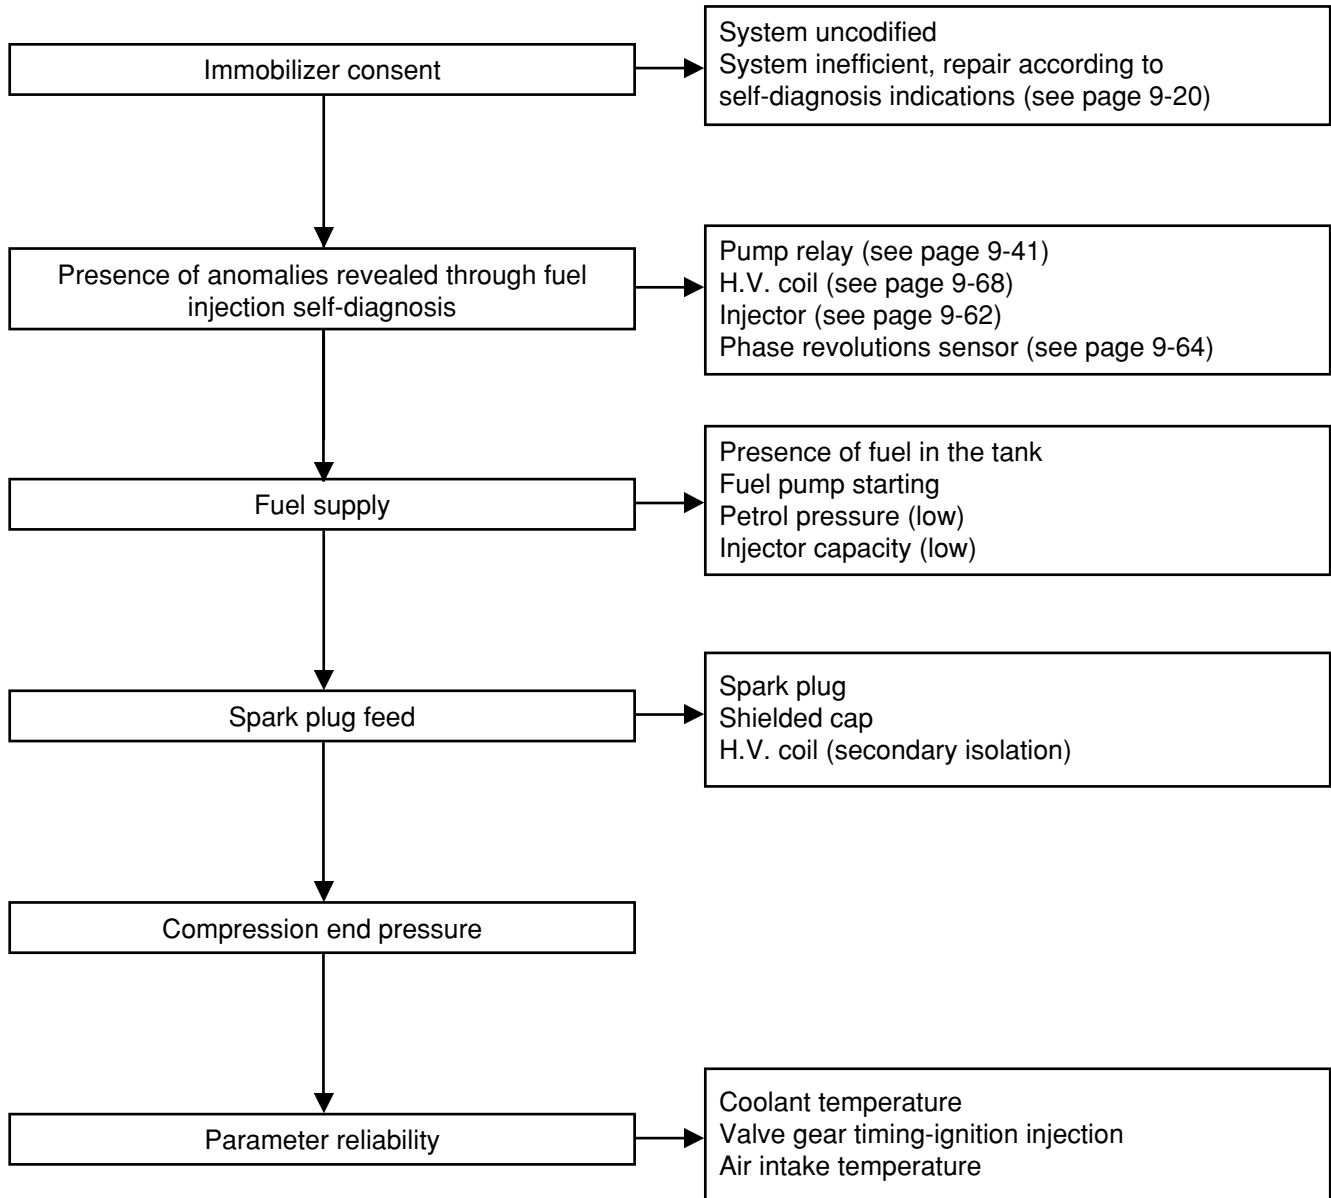 Immobilizer consent
System uncodified
System inefficient, repair according to
self-diagnosis indications (see page 9-20)
Presence of anomalies revealed through fuel
injection self-diagnosis
Pump relay (see page 9-41)
H.V. coil (see page 9-68)
Injector (see page 9-62)
Phase revolutions sensor (see page 9-64)
Fuel supply
Presence of fuel in the tank
Fuel pump starting
Petrol pressure (low)
Injector capacity (low)
Spark plug feed
Spark plug
Shielded cap
H.V. coil (secondary isolation)
Compression end pressure
Parameter reliability
Coolant temperature
Valve gear timing-ignition injection
Air intake temperature